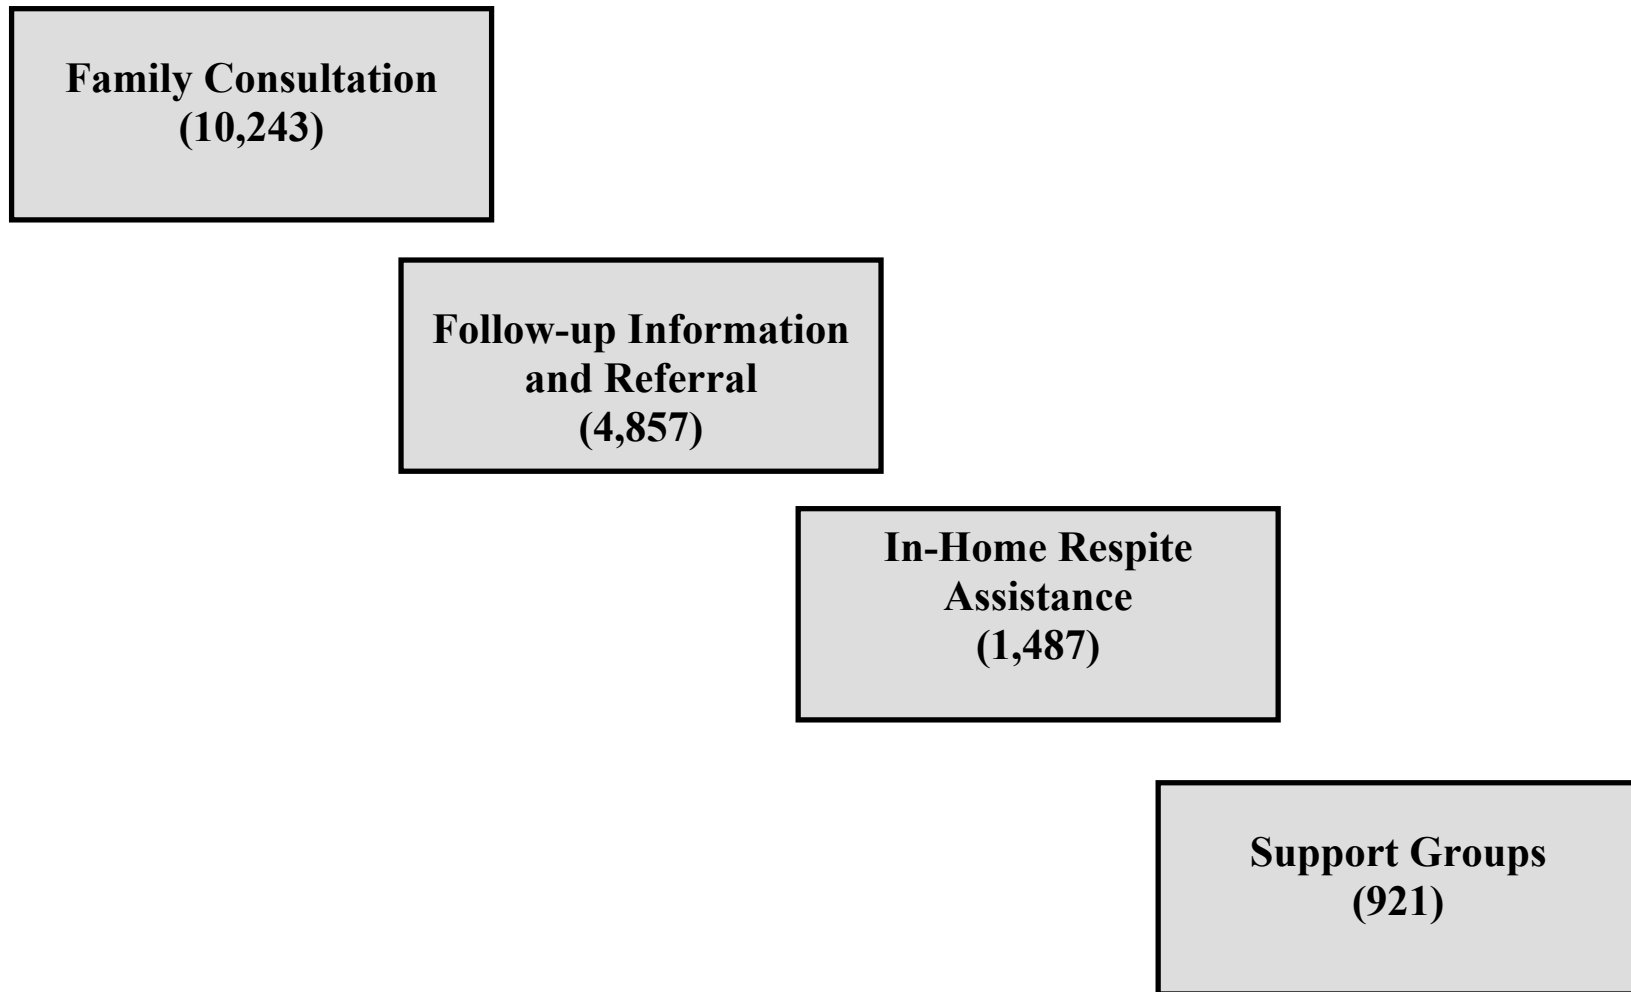 Family Consultation
(10,243)
Follow-up Information
and Referral
(4,857)
In-Home Respite
Assistance
(1,487)
Support Groups
(921)